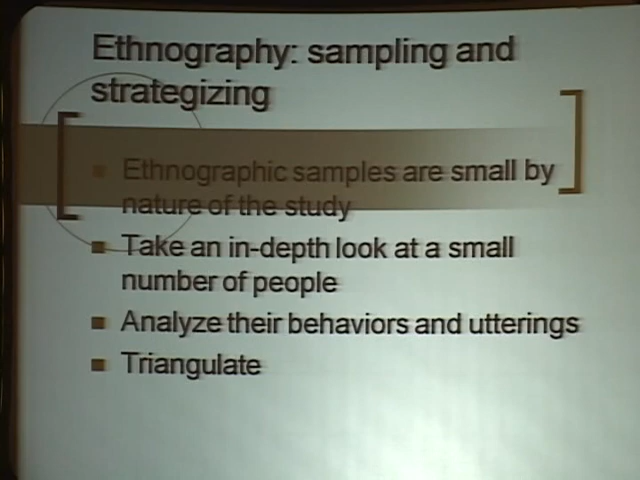 Ethnography: sampling and
strategizing
Ethnographic samples are small by
nature of the study
Take an in-depth look at a small
number of people
Analyze their behaviors and utterings
Triangulate